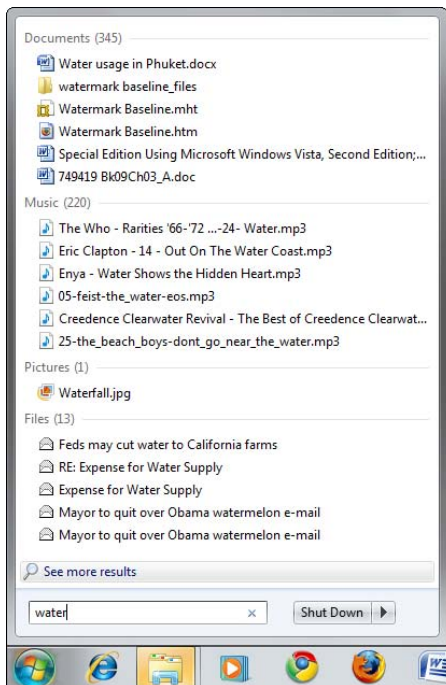 Documents (345)
Water usage in Phuket.docx
watermark baseline_files
Watermark Baseline.mht
Watermark Baseline.htm
Special Edition Using Microsoft Windows Vista, Second Edition;...
749419 Bk09Ch03_A.doc
Music (220)
The Who - Rarities '66-'72 ...-24- Water.mp3
Eric Clapton - 14 - Out On The Water Coast.mp3
Enya - Water Shows the Hidden Heart.mp3
05-feist-the_water-eos.mp3
Creedence Clearwater Revival - The Best of Creedence Clearwat...
25-the_beach_boys-dont_go_near_the_water.mp3
Pictures (1)
Waterfall.jpg
Files (13)
Feds may cut water to California farms
RE: Expense for Water Supply
Expense for Water Supply
Mayor to quit over Obama watermelon e-mail
Mayor to quit over Obama watermelon e-mail
See more results
water
Shut Down